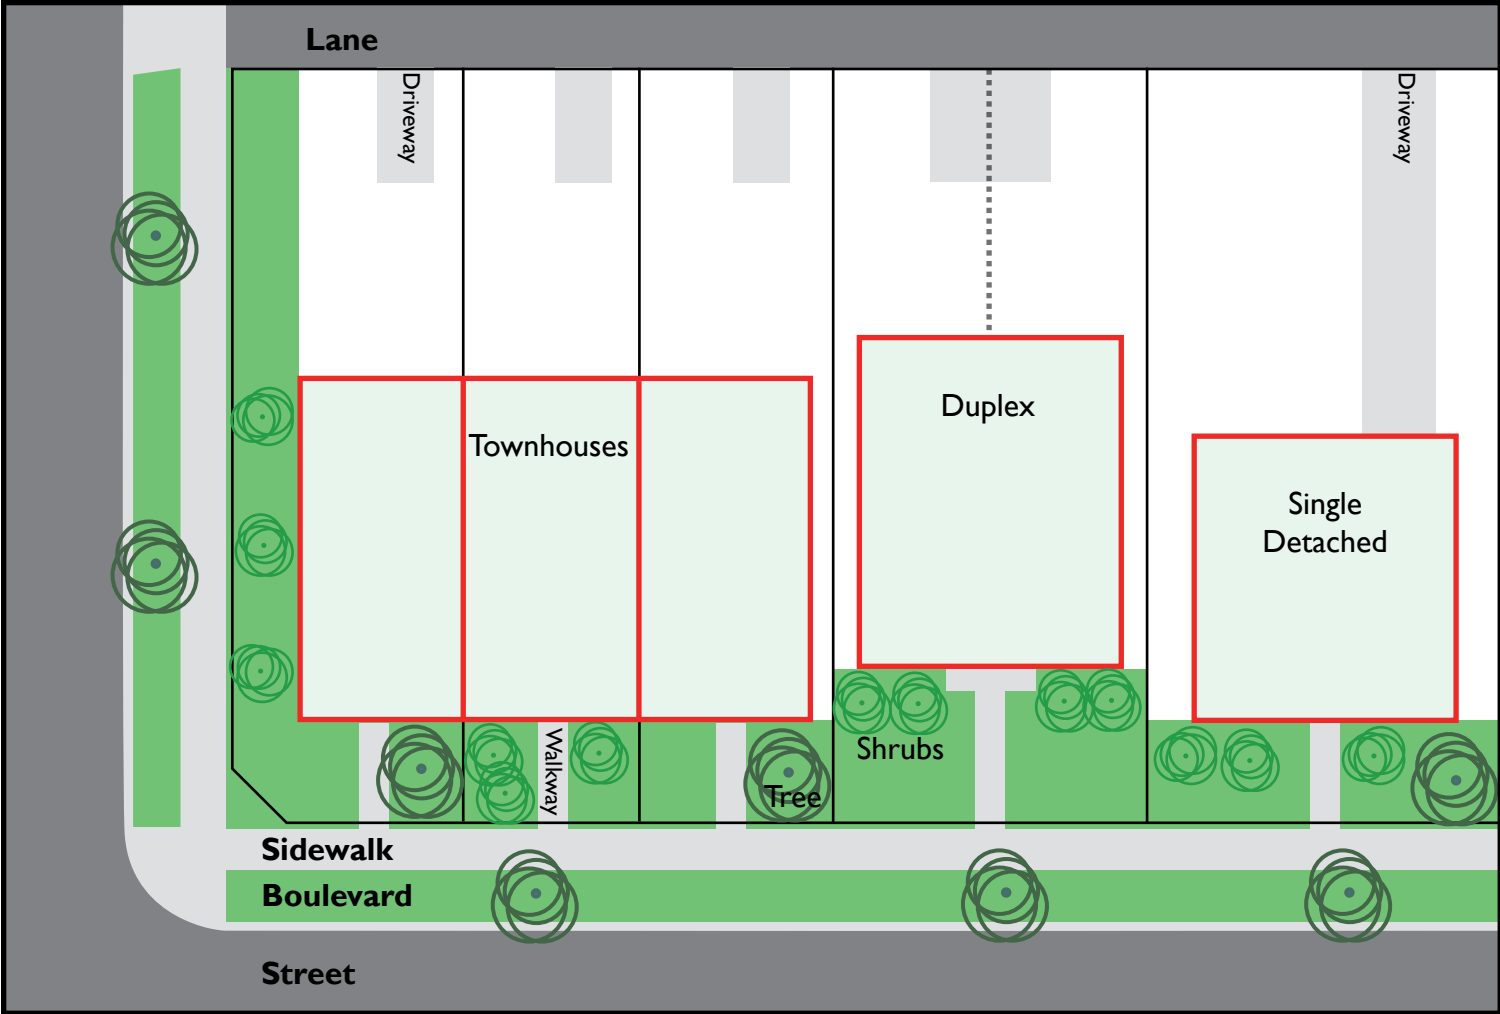 Lane
Driveway
Driveway
Duplex
Townhouses
Single
Detached
Walkway
Shrubs
Tree
Sidewalk
Boulevard
Street